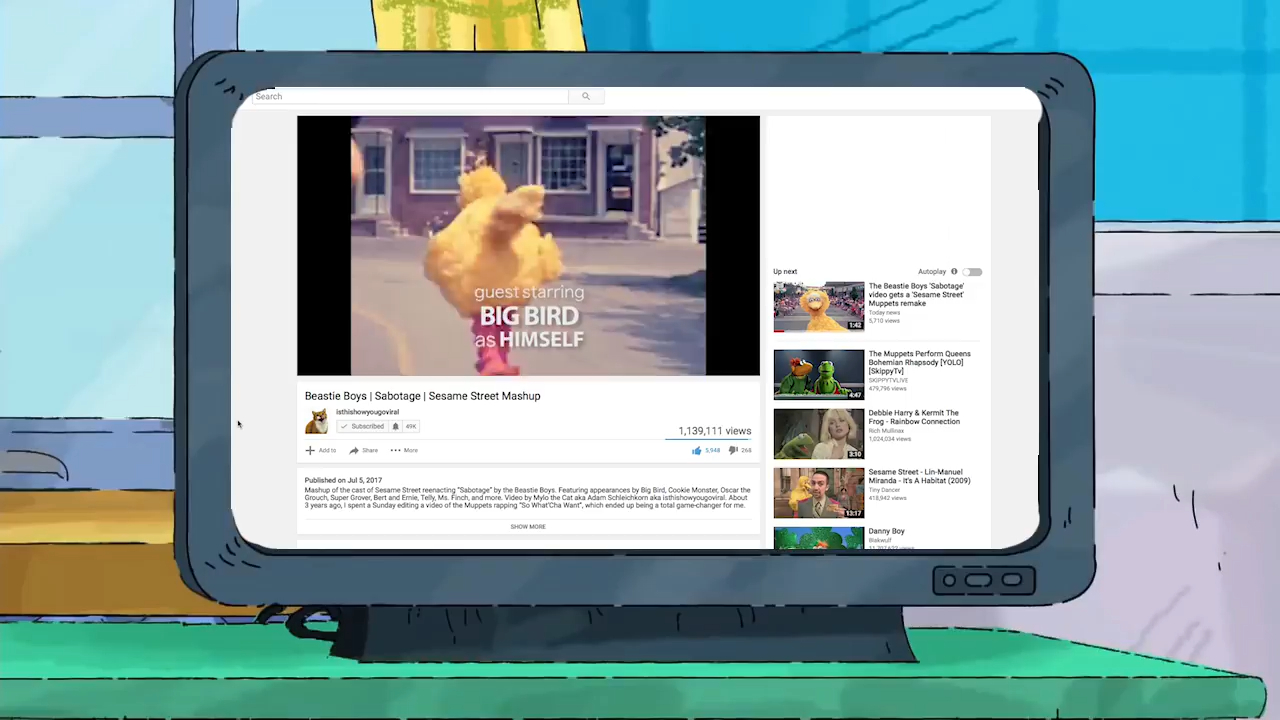 Search
guest starring
BIG BIRD
as HIMSELF
Beastie Boys | Sabotage | Sesame Street Mashup
isthishowyougoviral
Subscribed 49K
1,139,111 views
Add to Share More
5,948 268
Published on Jul 5, 2017
Mashup of the cast of Sesame Street reenacting "Sabotage" by the Beastie Boys. Featuring appearances by Big Bird, Cookie Monster, Oscar the
Grouch, Super Grover, Bert and Ernie, Telly, Ms. Finch, and more. Video by Mylo the Cat aka Adam Schleichkorn aka isthishowyougoviral. About
3 years ago, I spent a Sunday editing a video of the Muppets rapping "So What'Cha Want", which ended up being a total game-changer for me.
SHOW MORE
Up next Autoplay
The Beastie Boys 'Sabotage'
video gets a 'Sesame Street'
Muppets remake
Today news
5,710 views
1:42
The Muppets Perform Queens
Bohemian Rhapsody [YOLO]
[SkippyTv]
SKIPPYTVLIVE
479,796 views
4:47
Debbie Harry & Kermit The
Frog - Rainbow Connection
Rich Mullinax
1,024,034 views
3:10
Sesame Street - Lin-Manuel
Miranda - It's A Habitat (2009)
Tiny Dancer
418,942 views
13:17
Danny Boy
Blakwulf